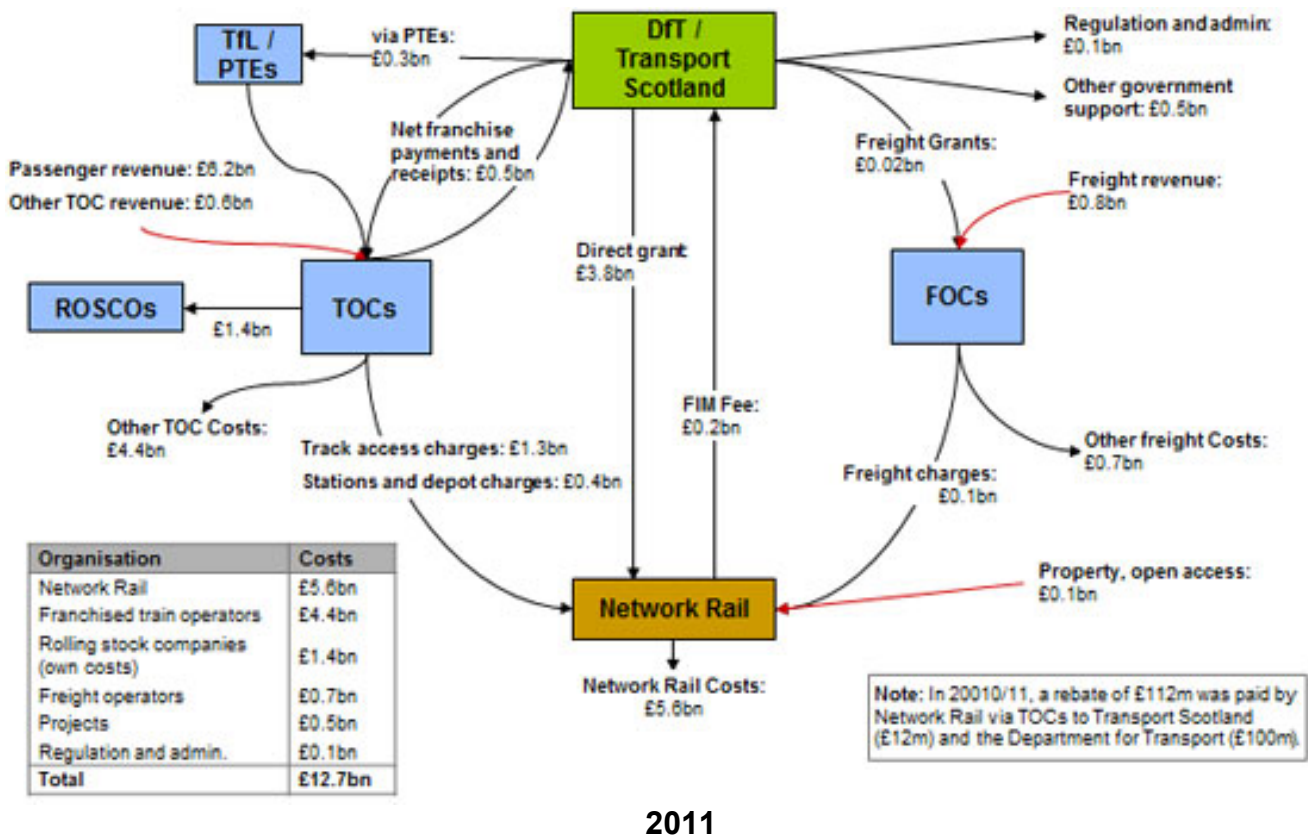 TfL /
PTEs
via PTEs:
£0.3bn
DfT /
Transport
Scotland
Regulation and admin:
£0.1bn
Other government
support: £0.5bn
Net franchise
payments and
receipts: £0.5bn
Freight Grants:
£0.02bn
Passenger revenue: £6.2bn
Other TOC revenue: £0.6bn
Freight revenue:
£0.8bn
Direct grant
£3.8bn
ROSCOs
£1.4bn
TOCs
FOCs
Other TOC Costs:
£4.4bn
FIM Fee:
£0.2bn
Track access charges: £1.3bn
Stations and depot charges: £0.4bn
Other freight Costs:
£0.7bn
Freight charges:
£0.1bn
Property, open access:
£0.1bn
Network Rail
Network Rail Costs:
£5.6bn
Organisation Costs
Network Rail £5.6bn
Franchised train operators £4.4bn
Rolling stock companies
(own costs) £1.4bn
Freight operators £0.7bn
Projects £0.5bn
Regulation and admin. £0.1bn
Total £12.7bn
Note: In 20010/11, a rebate of £112m was paid by
Network Rail via TOCs to Transport Scotland
(£12m) and the Department for Transport (£100m).
2011